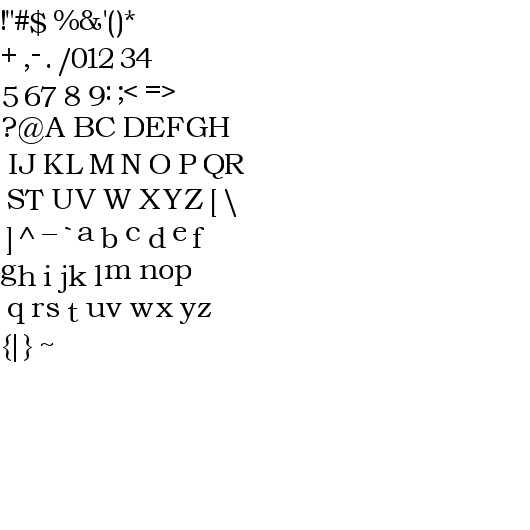 !"#$ %&'()*
+ ,- . /012 34
5 67 8 9: ;< =>
?@A BC DEFGH
IJ KL M N O P QR
ST UV W XYZ [ \
] ^ _ ` a b c d e f
gh i jk lm nop
q rs t uv wx yz
{|} ~